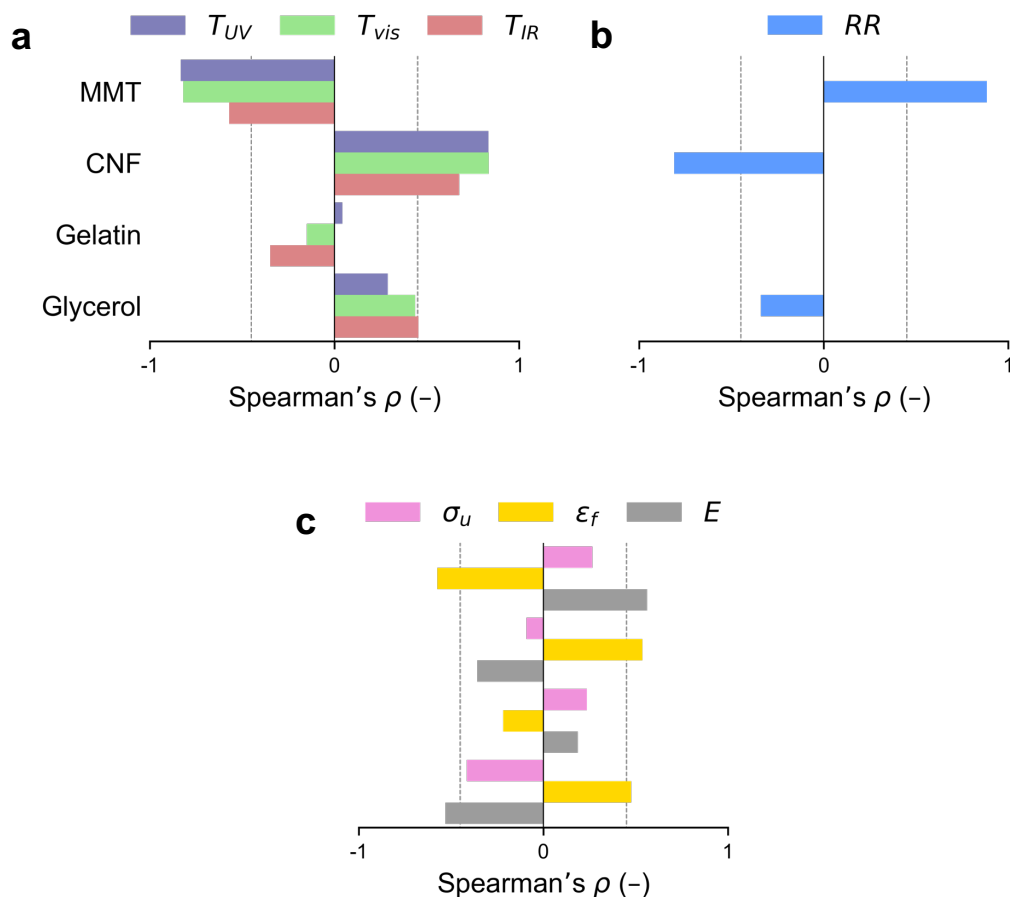 a T_UV T_vis T_IR
MMT
CNF
Gelatin
Glycerol
-1 0 1
Spearman's ρ (–)
b RR
-1 0 1
Spearman's ρ (–)
c σ_u ε_f E
-1 0 1
Spearman's ρ (–)